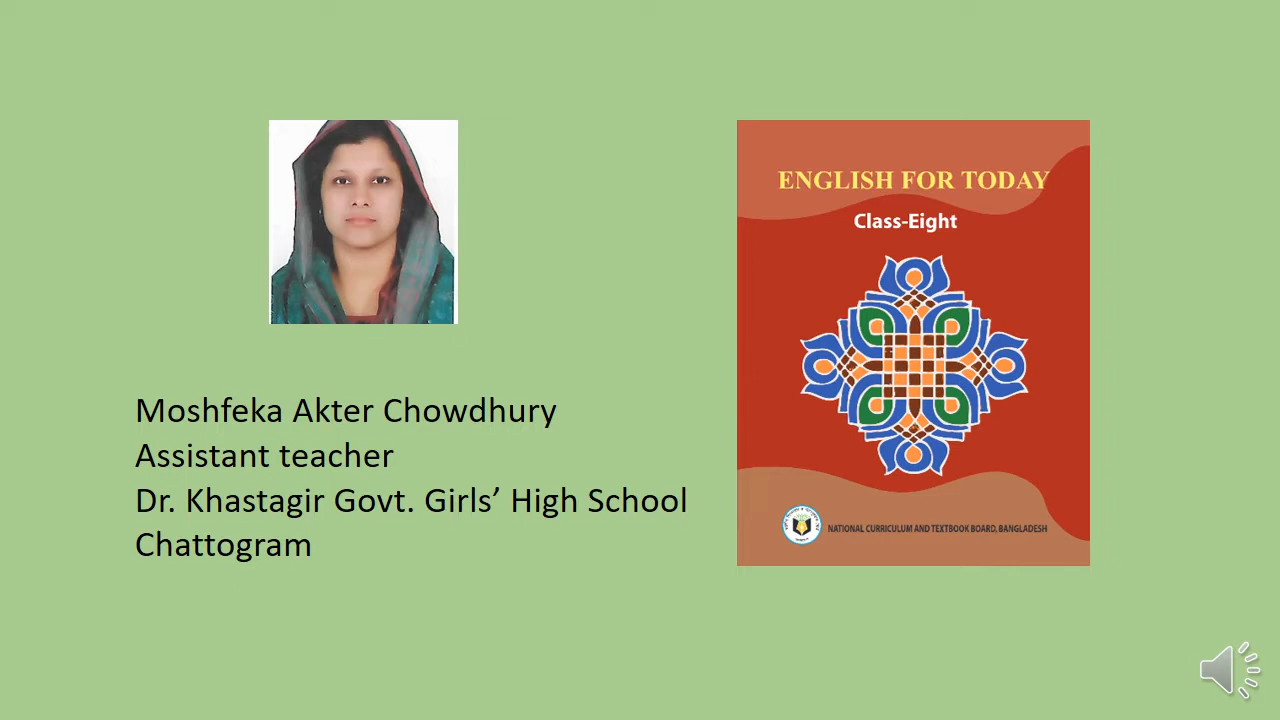 Moshfeka Akter Chowdhury
Assistant teacher
Dr. Khastagir Govt. Girls’ High School
Chattogram
ENGLISH FOR TODAY
Class-Eight
NATIONAL CURRICULUM AND TEXTBOOK BOARD, BANGLADESH